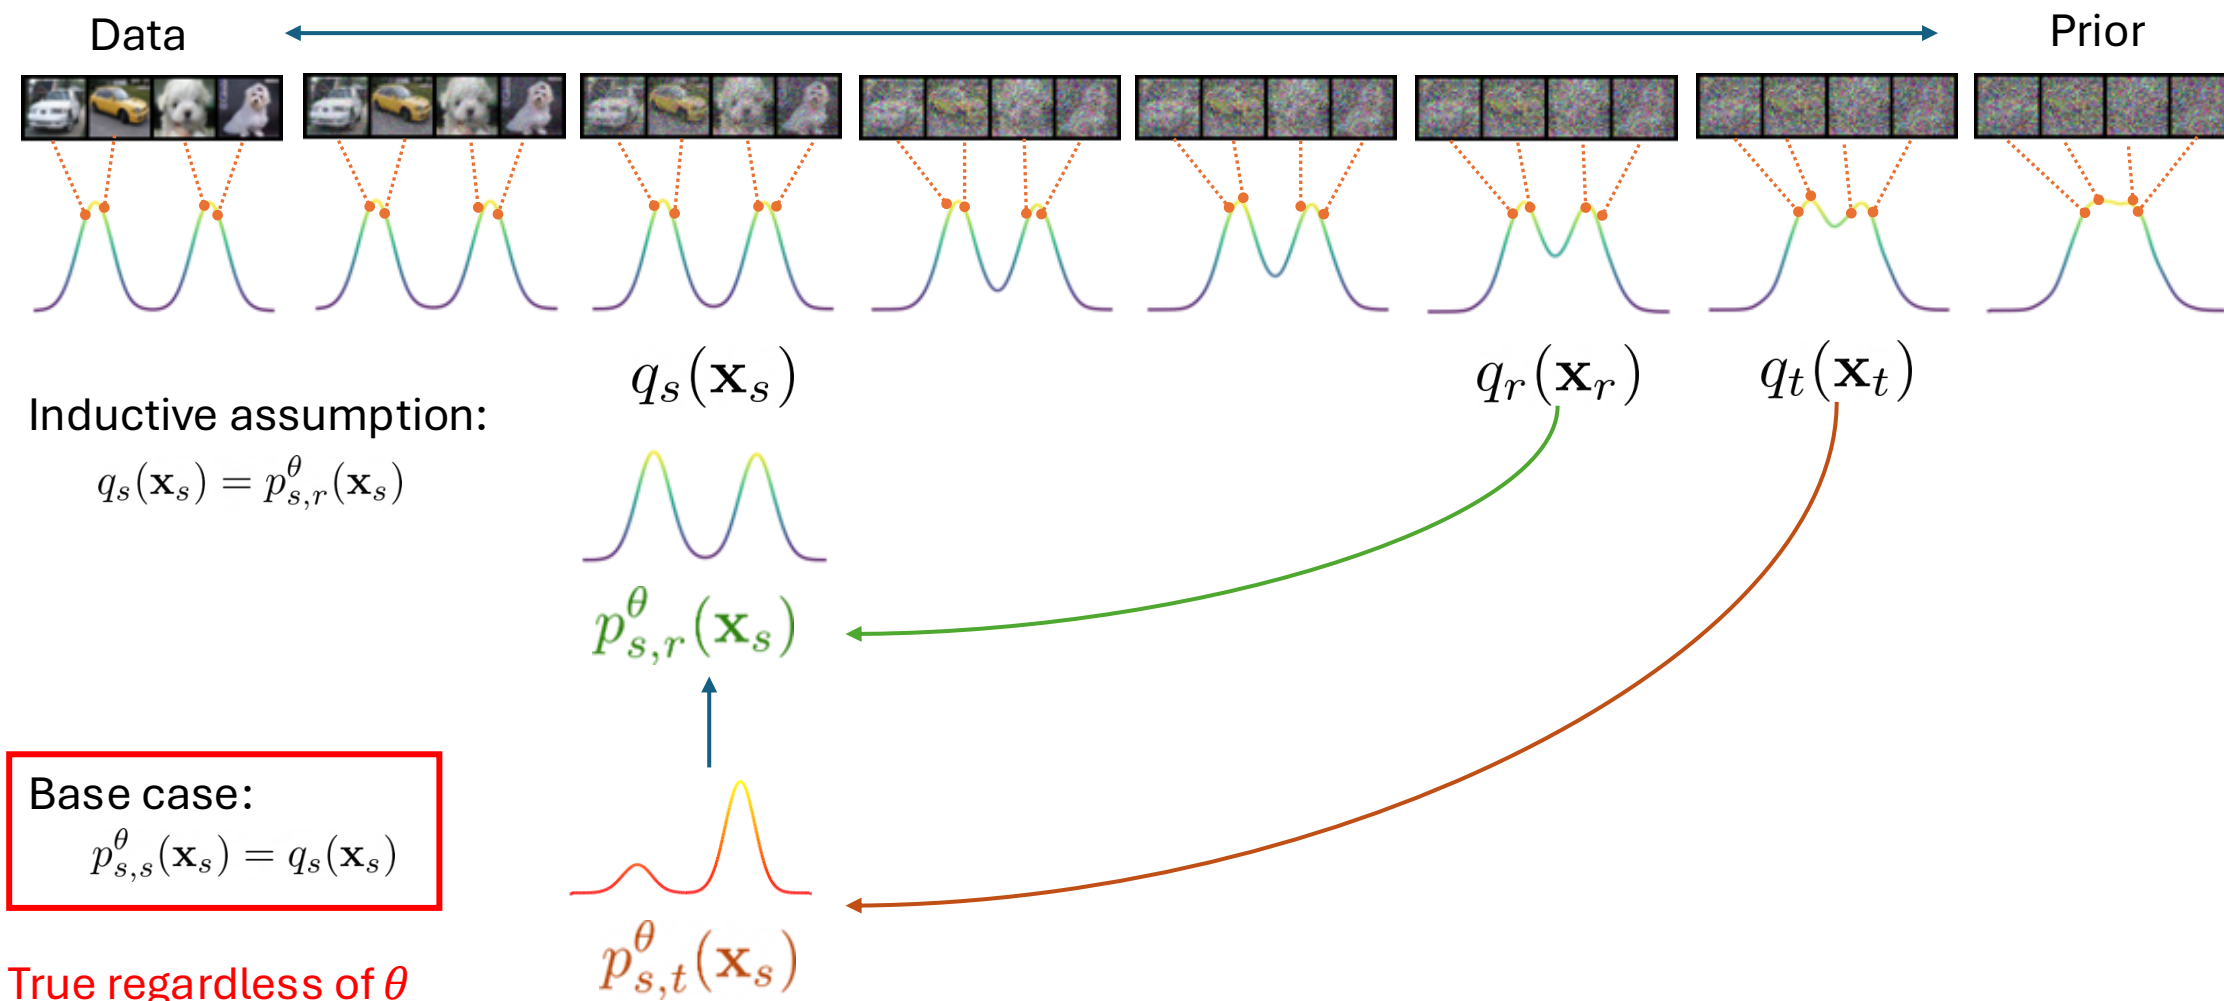 Data
Prior
q_s(𝐱_s)
q_r(𝐱_r)
q_t(𝐱_t)
Inductive assumption:
q_s(𝐱_s) = p^θ_{s,r}(𝐱_s)
p^θ_{s,r}(𝐱_s)
Base case:
p^θ_{s,s}(𝐱_s) = q_s(𝐱_s)
p^θ_{s,t}(𝐱_s)
True regardless of θ